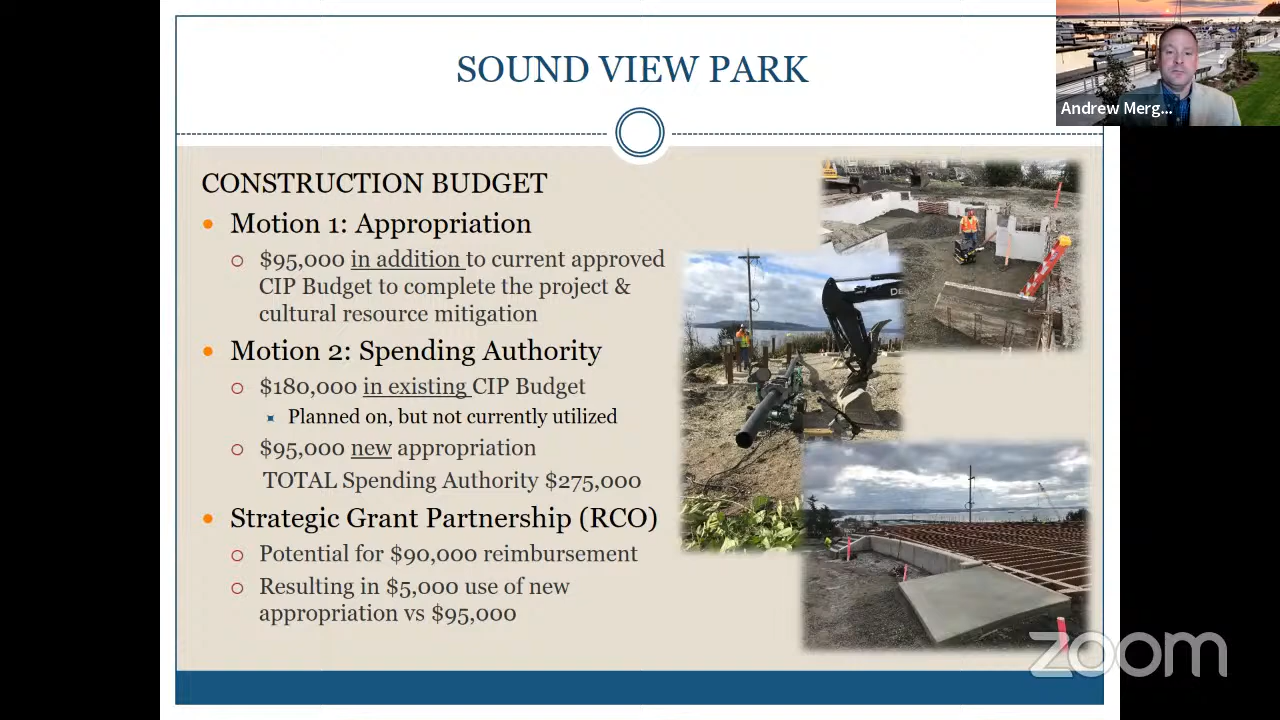 SOUND VIEW PARK
Andrew Merg...
CONSTRUCTION BUDGET
Motion 1: Appropriation
$95,000 in addition to current approved
CIP Budget to complete the project &
cultural resource mitigation
Motion 2: Spending Authority
$180,000 in existing CIP Budget
Planned on, but not currently utilized
$95,000 new appropriation
TOTAL Spending Authority $275,000
Strategic Grant Partnership (RCO)
Potential for $90,000 reimbursement
Resulting in $5,000 use of new
appropriation vs $95,000
zoom